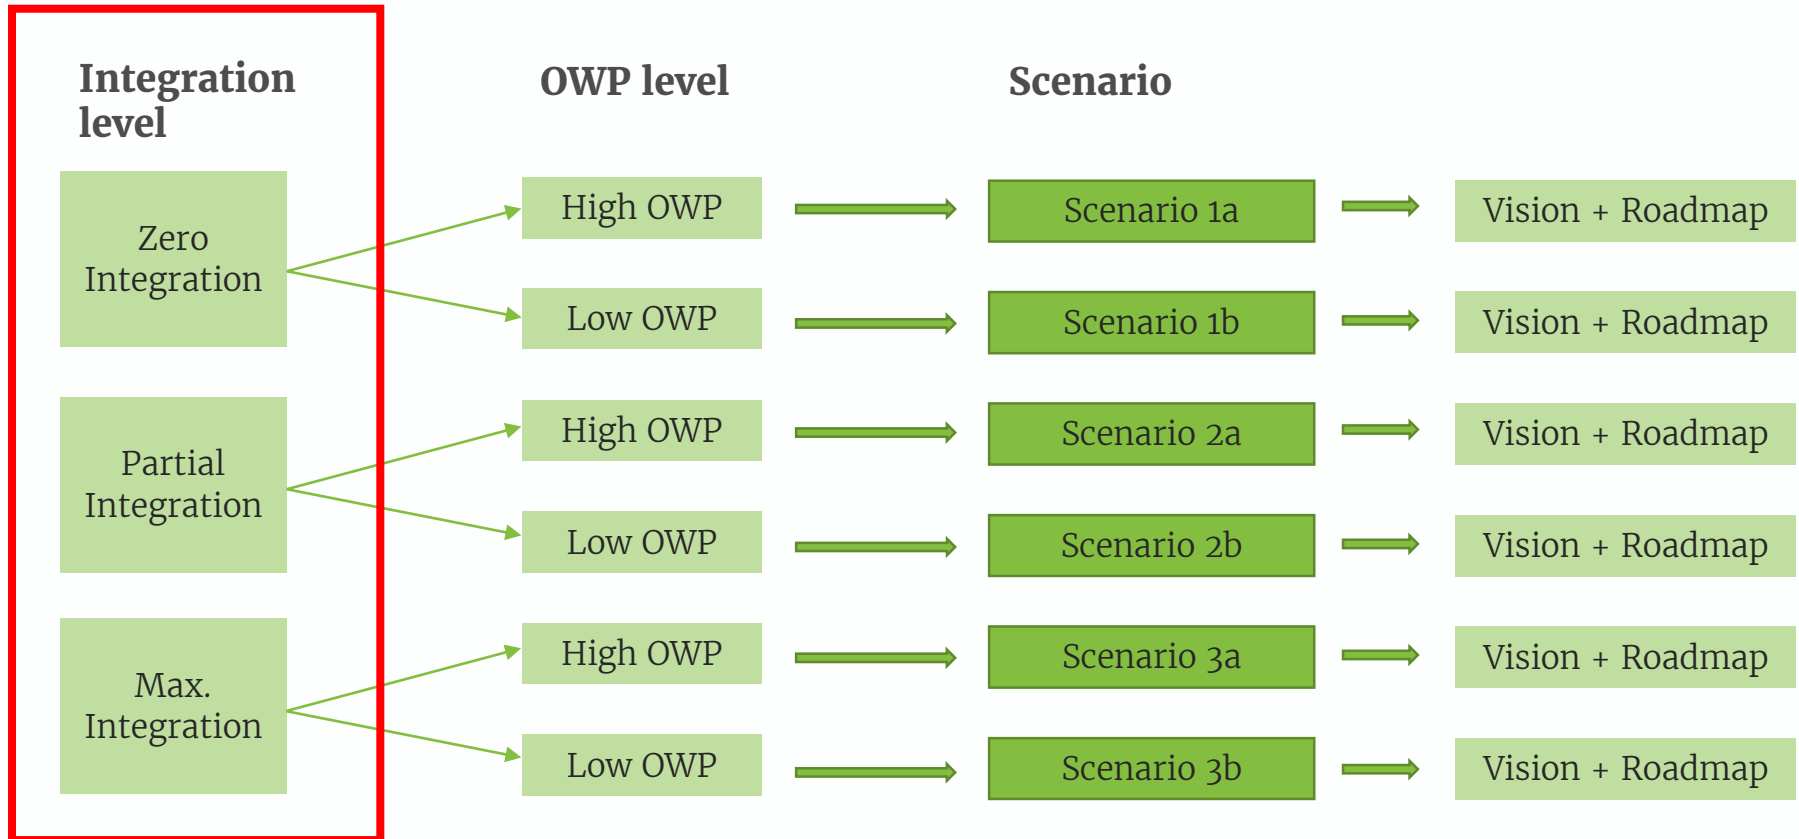 Integration
level
OWP level
Scenario
Zero
Integration
High OWP
Scenario 1a
Vision + Roadmap
Low OWP
Scenario 1b
Vision + Roadmap
Partial
Integration
High OWP
Scenario 2a
Vision + Roadmap
Low OWP
Scenario 2b
Vision + Roadmap
Max.
Integration
High OWP
Scenario 3a
Vision + Roadmap
Low OWP
Scenario 3b
Vision + Roadmap